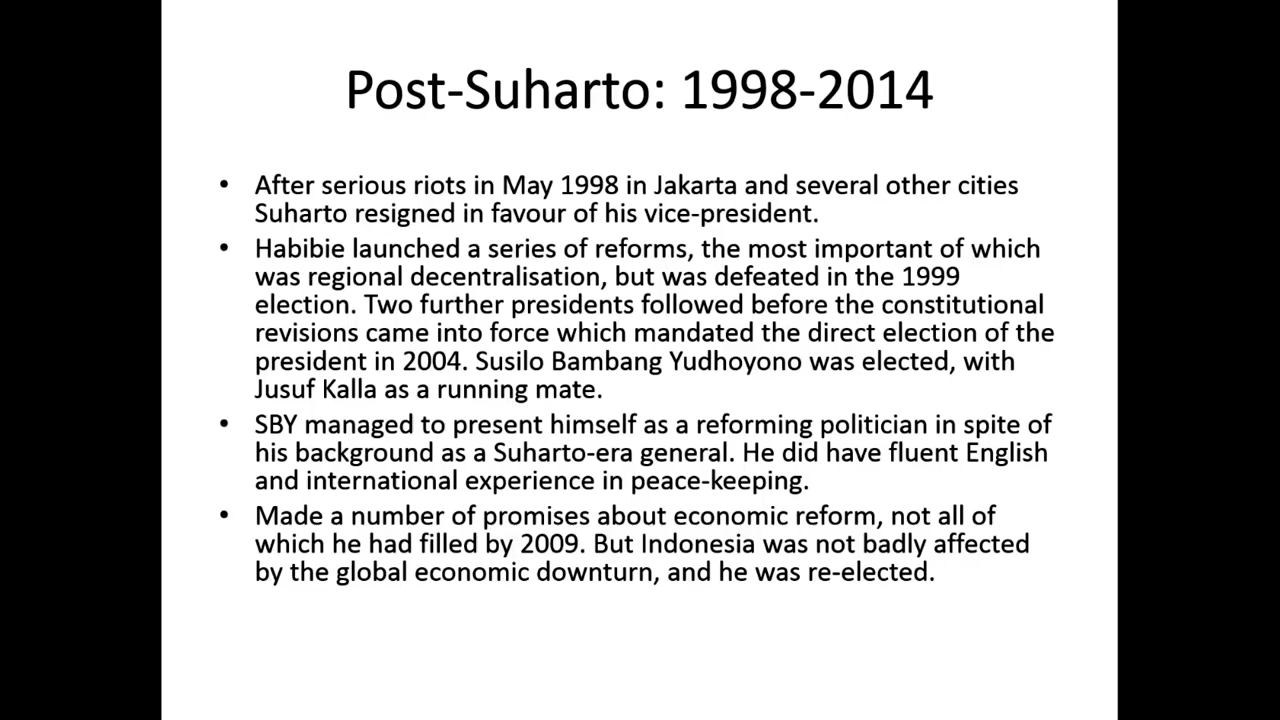 Post-Suharto: 1998-2014
• After serious riots in May 1998 in Jakarta and several other cities
Suharto resigned in favour of his vice-president.
• Habibie launched a series of reforms, the most important of which
was regional decentralisation, but was defeated in the 1999
election. Two further presidents followed before the constitutional
revisions came into force which mandated the direct election of the
president in 2004. Susilo Bambang Yudhoyono was elected, with
Jusuf Kalla as a running mate.
• SBY managed to present himself as a reforming politician in spite of
his background as a Suharto-era general. He did have fluent English
and international experience in peace-keeping.
• Made a number of promises about economic reform, not all of
which he had filled by 2009. But Indonesia was not badly affected
by the global economic downturn, and he was re-elected.